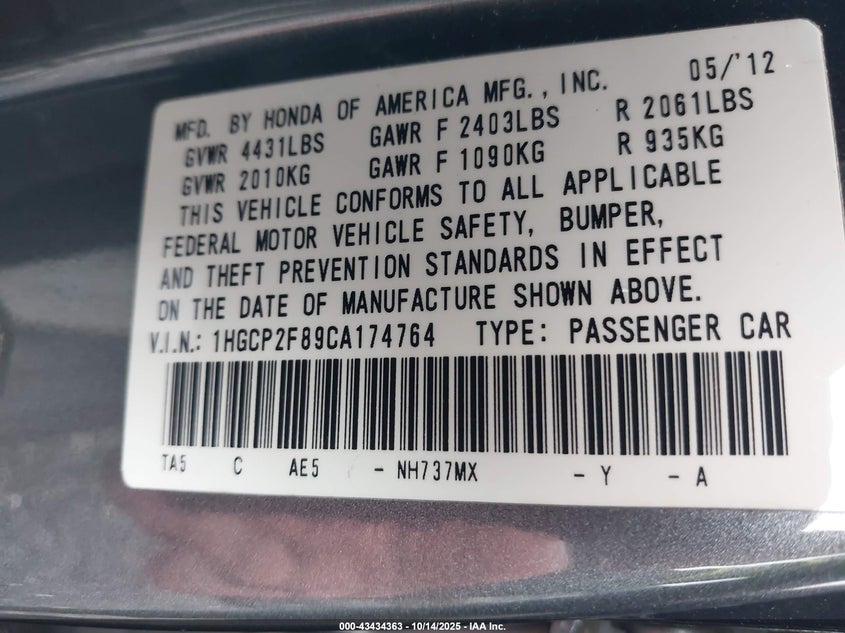 MFD. BY HONDA OF AMERICA MFG., INC. 05/'12
GVWR 4431LBS GAWR F 2403LBS R 2061LBS
GVWR 2010KG GAWR F 1090KG R 935KG
THIS VEHICLE CONFORMS TO ALL APPLICABLE
FEDERAL MOTOR VEHICLE SAFETY, BUMPER,
AND THEFT PREVENTION STANDARDS IN EFFECT
ON THE DATE OF MANUFACTURE SHOWN ABOVE.
V.I.N.: 1HGCP2F89CA174764 TYPE: PASSENGER CAR
TA5 C AE5 - NH737MX - Y - A
000-43434363 - 10/14/2025 - IAA Inc.